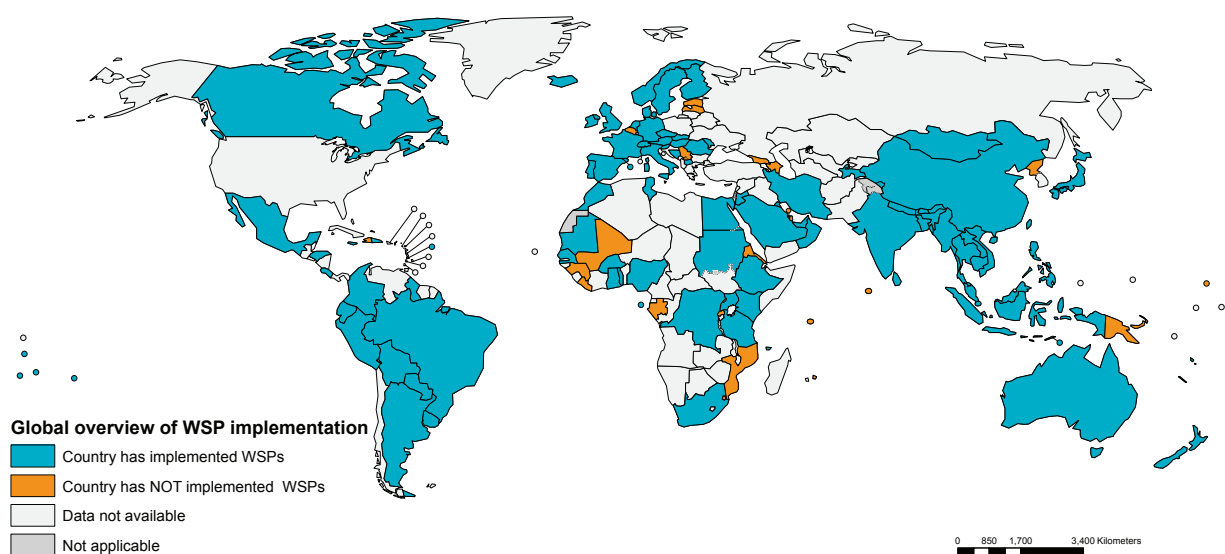 Global overview of WSP implementation
Country has implemented WSPs
Country has NOT implemented WSPs
Data not available
Not applicable
0 850 1,700 3,400 Kilometers